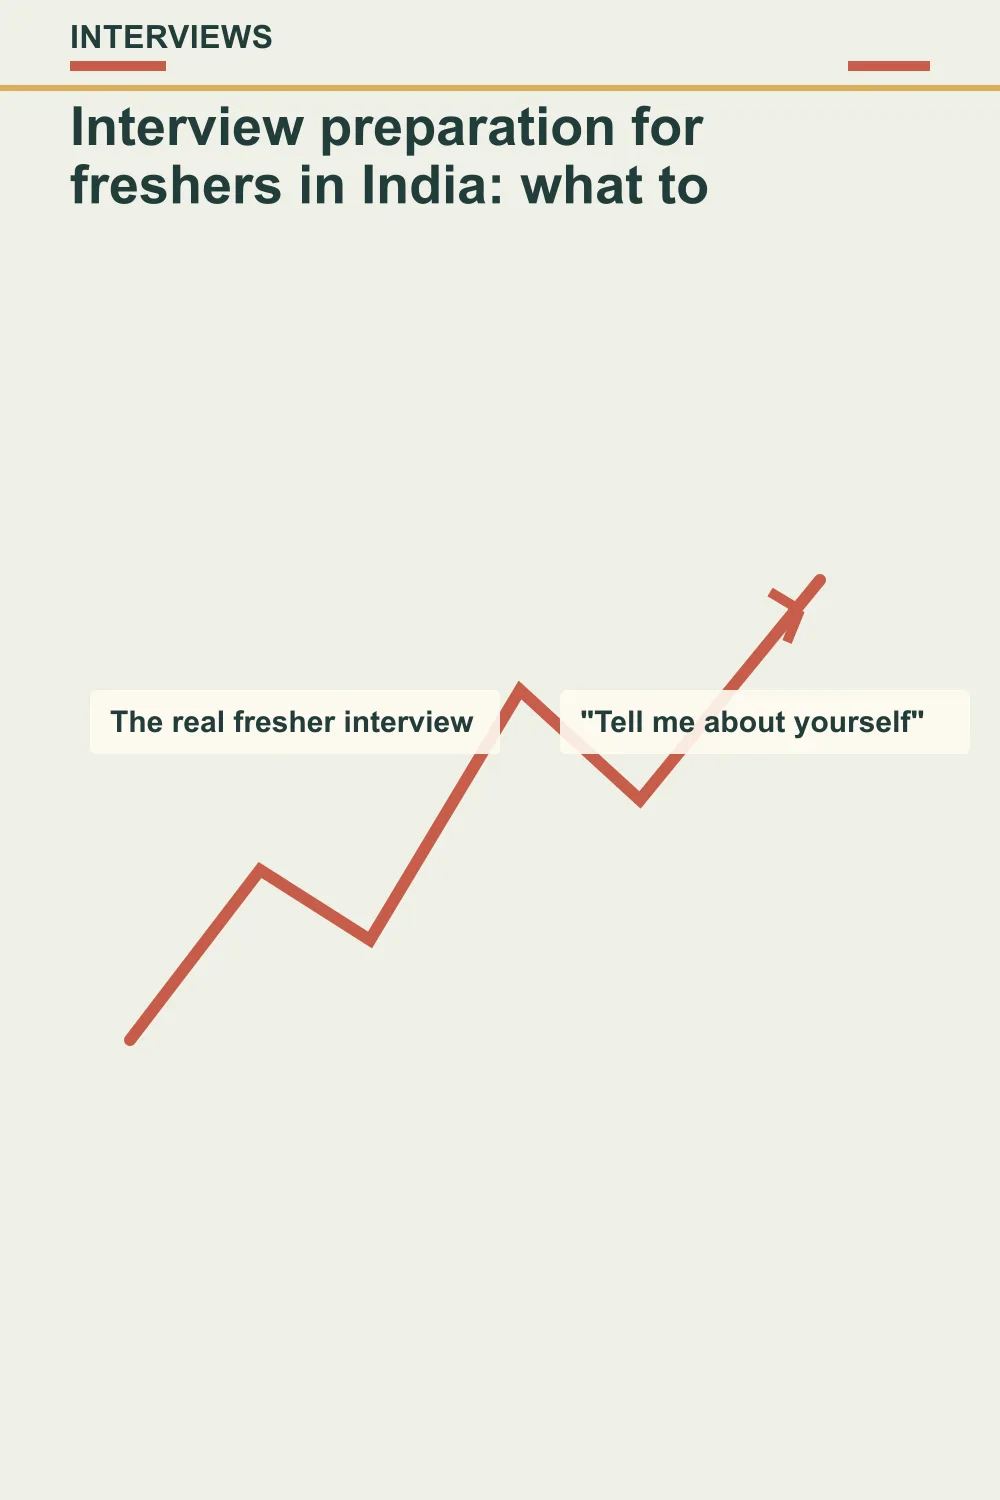 INTERVIEWS
Interview preparation for
freshers in India: what to
The real fresher interview
"Tell me about yourself"